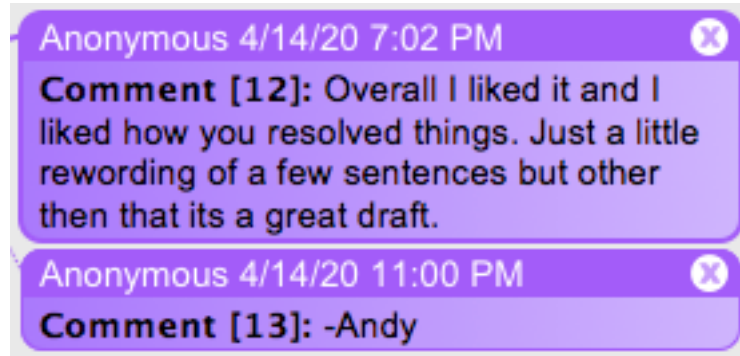 Anonymous 4/14/20 7:02 PM
Comment [12]: Overall I liked it and I
liked how you resolved things. Just a little
rewording of a few sentences but other
then that its a great draft.
Anonymous 4/14/20 11:00 PM
Comment [13]: -Andy